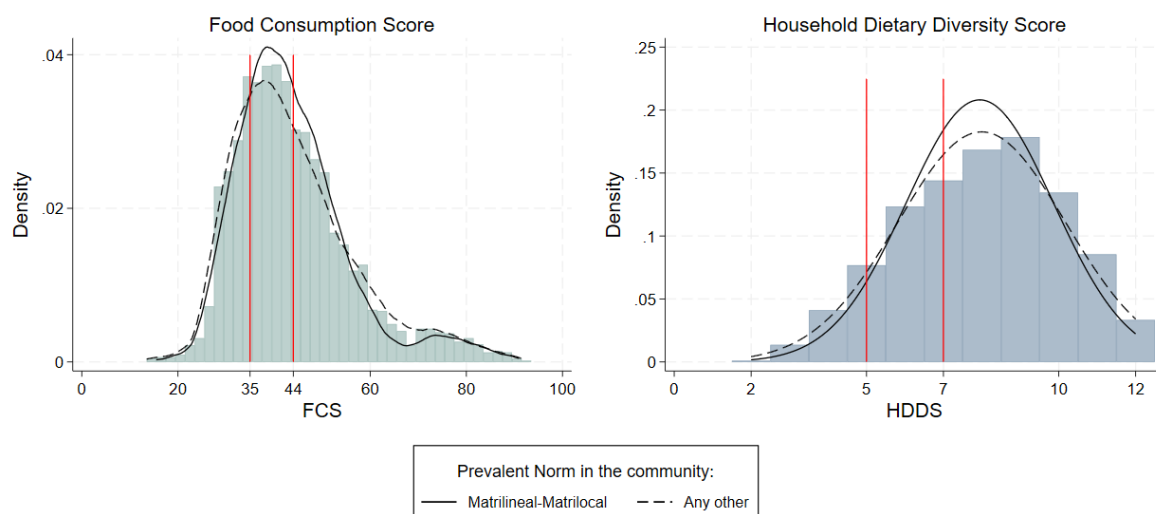 Food Consumption Score
Density
.04
.02
0
0 20 35 44 60 80 100
FCS
Household Dietary Diversity Score
Density
.25
.2
.15
.1
.05
0
0 2 5 7 10 12
HDDS
Prevalent Norm in the community:
Matrilineal-Matrilocal Any other